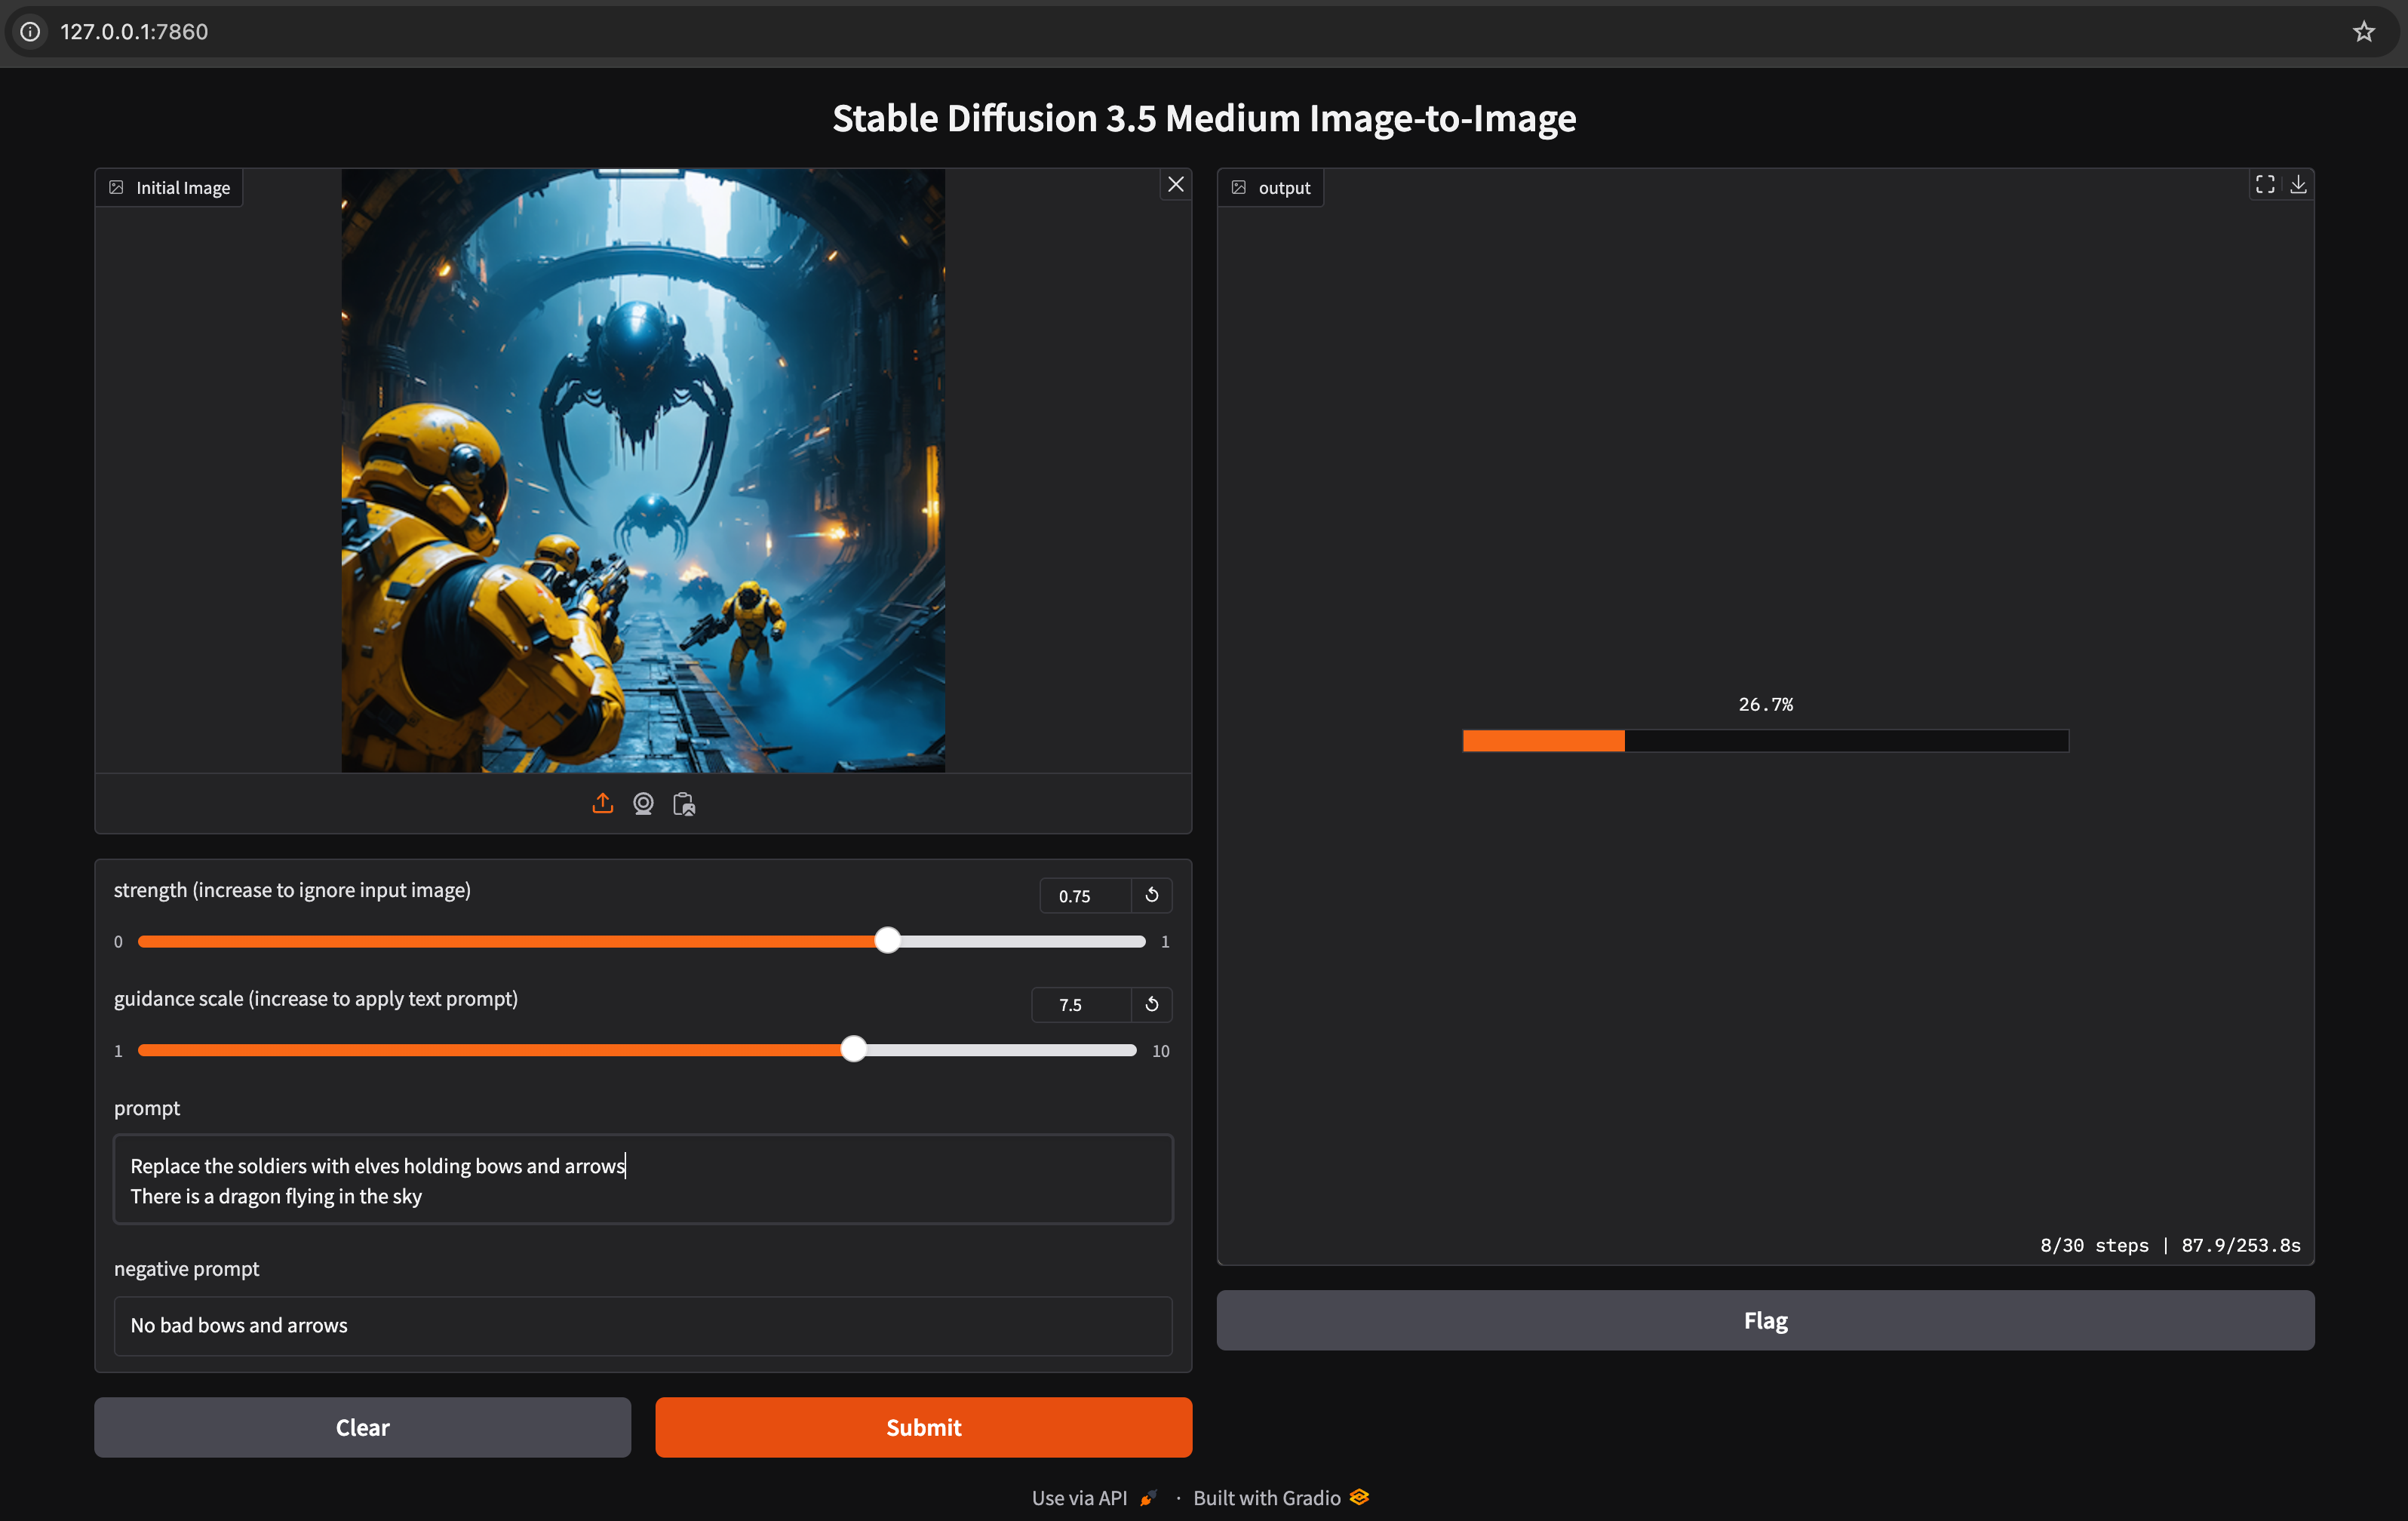 127.0.0.1:7860
Stable Diffusion 3.5 Medium Image-to-Image
Initial Image
output
26.7%
8/30 steps | 87.9/253.8s
strength (increase to ignore input image)
0.75
0
1
guidance scale (increase to apply text prompt)
7.5
1
10
prompt
Replace the soldiers with elves holding bows and arrows
There is a dragon flying in the sky
negative prompt
No bad bows and arrows
Flag
Clear
Submit
Use via API · Built with Gradio